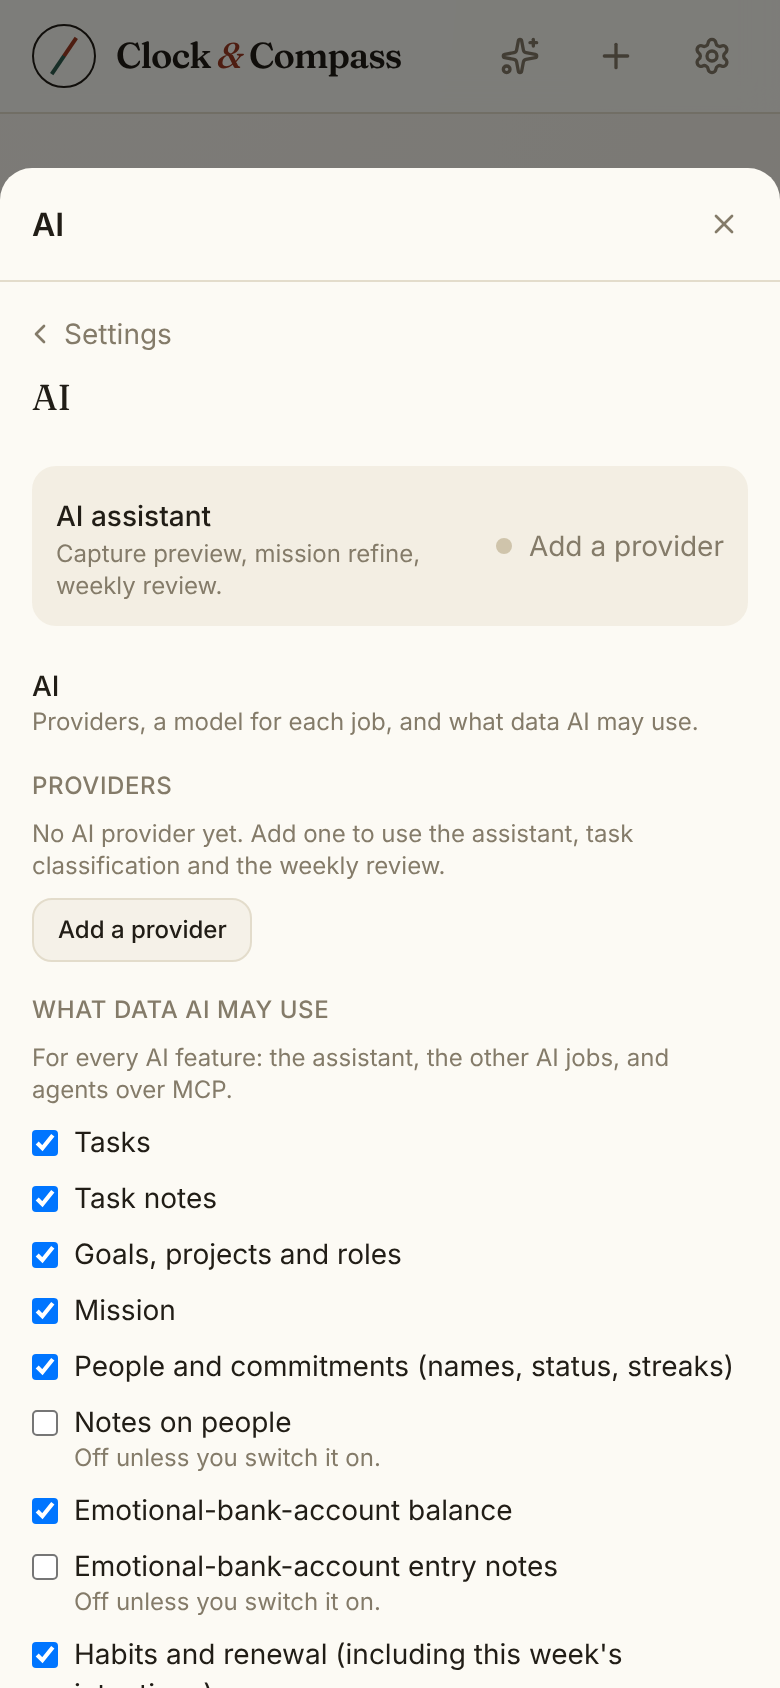 Clock & Compass
AI
Settings
AI
AI assistant
Capture preview, mission refine,
weekly review.
Add a provider
AI
Providers, a model for each job, and what data AI may use.
PROVIDERS
No AI provider yet. Add one to use the assistant, task
classification and the weekly review.
Add a provider
WHAT DATA AI MAY USE
For every AI feature: the assistant, the other AI jobs, and
agents over MCP.
Tasks
Task notes
Goals, projects and roles
Mission
People and commitments (names, status, streaks)
Notes on people
Off unless you switch it on.
Emotional-bank-account balance
Emotional-bank-account entry notes
Off unless you switch it on.
Habits and renewal (including this week's